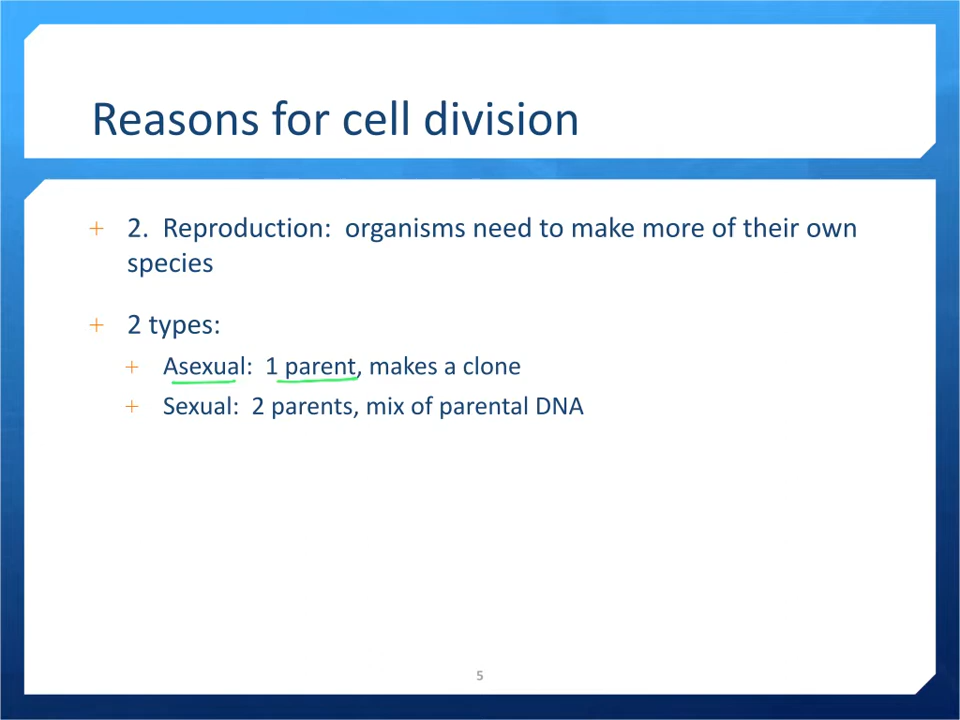 Reasons for cell division
+ 2.  Reproduction:  organisms need to make more of their own
species
+ 2 types:
+ Asexual:  1 parent, makes a clone
+ Sexual:  2 parents, mix of parental DNA
5